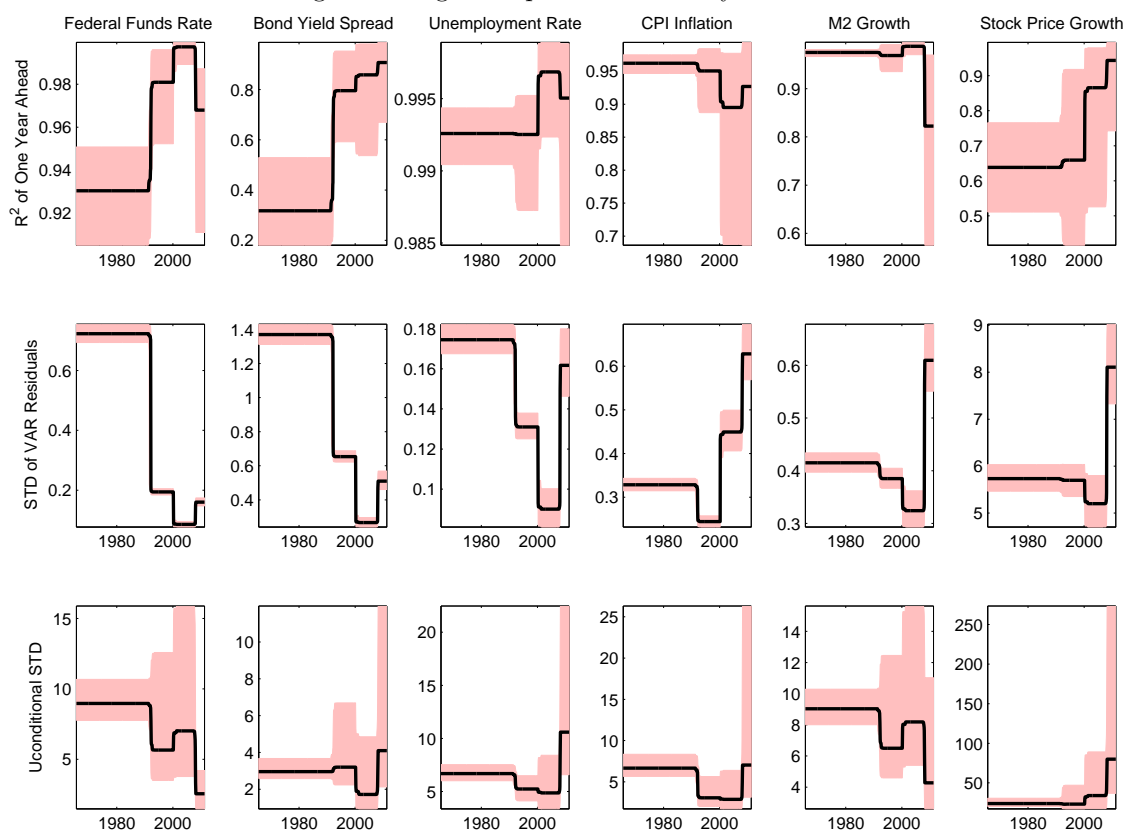 Federal Funds Rate Bond Yield Spread Unemployment Rate CPI Inflation M2 Growth Stock Price Growth
R² of One Year Ahead
0.98 0.96 0.94 0.92
0.8 0.6 0.4 0.2
0.995 0.99 0.985
0.95 0.9 0.85 0.8 0.75 0.7
0.9 0.8 0.7 0.6
0.9 0.8 0.7 0.6 0.5
1980 2000 1980 2000 1980 2000 1980 2000 1980 2000 1980 2000
STD of VAR Residuals
0.6 0.4 0.2
1.4 1.2 1 0.8 0.6 0.4
0.18 0.16 0.14 0.12 0.1
0.6 0.5 0.4 0.3
0.6 0.5 0.4 0.3
9 8 7 6 5
1980 2000 1980 2000 1980 2000 1980 2000 1980 2000 1980 2000
Uconditional STD
15 10 5
12 10 8 6 4 2
20 15 10 5
25 20 15 10 5
14 12 10 8 6 4
250 200 150 100 50
1980 2000 1980 2000 1980 2000 1980 2000 1980 2000 1980 2000